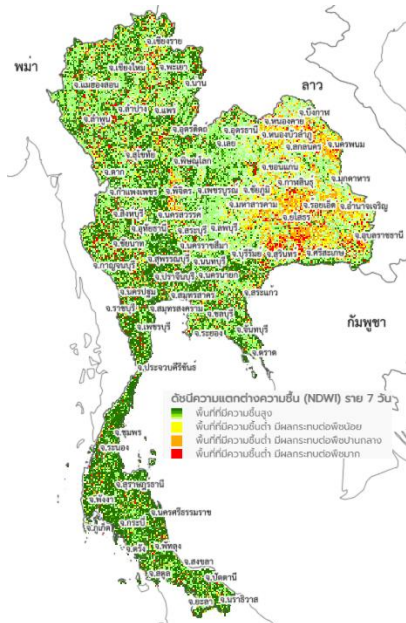 จ.เชียงราย
พม่า
จ.เชียงใหม่
จ.พะเยา
จ.แม่ฮ่องสอน
จ.น่าน
ลาว
จ.ลำปาง
จ.แพร่
จ.บึงกาฬ
จ.ลำพูน
จ.อุตรดิตถ์
จ.อุดรธานี
จ.หนองคาย
จ.เลย
จ.หนองบัวลำภู
จ.นครพนม
จ.สกลนคร
จ.สุโขทัย
จ.พิษณุโลก
จ.ขอนแก่น
จ.ตาก
จ.มุกดาหาร
จ.กำแพงเพชร
จ.พิจิตร
จ.เพชรบูรณ์
จ.ชัยภูมิ
จ.กาฬสินธุ์
จ.มหาสารคาม
จ.ร้อยเอ็ด
จ.อำนาจเจริญ
จ.สิงห์บุรี
จ.นครสวรรค์
จ.ยโสธร
จ.อุทัยธานี
จ.สระบุรี
จ.ลพบุรี
จ.อุบลราชธานี
จ.ชัยนาท
จ.นครราชสีมา
จ.บุรีรัมย์
จ.สุรินทร์
จ.ศรีสะเกษ
จ.สุพรรณบุรี
จ.นนทบุรี
จ.กาญจนบุรี
จ.ปราจีนบุรี
จ.นครนายก
จ.นครปฐม
จ.สมุทรสาคร
จ.สระแก้ว
จ.ราชบุรี
จ.สมุทรสงคราม
จ.ชลบุรี
กัมพูชา
จ.เพชรบุรี
จ.ระยอง
จ.จันทบุรี
จ.ตราด
จ.ประจวบคีรีขันธ์
ดัชนีความแตกต่างความชื้น (NDWI) ราย 7 วัน
พื้นที่ที่มีความชื้นสูง
พื้นที่ที่มีความชื้นต่ำ มีผลกระทบต่อพืชน้อย
พื้นที่ที่มีความชื้นต่ำ มีผลกระทบต่อพืชปานกลาง
พื้นที่ที่มีความชื้นต่ำ มีผลกระทบต่อพืชมาก
จ.ชุมพร
จ.ระนอง
จ.สุราษฎร์ธานี
จ.พังงา
จ.นครศรีธรรมราช
จ.ภูเก็ต
จ.กระบี่
จ.ตรัง
จ.พัทลุง
จ.สงขลา
จ.สตูล
จ.ปัตตานี
จ.ยะลา
จ.นราธิวาส